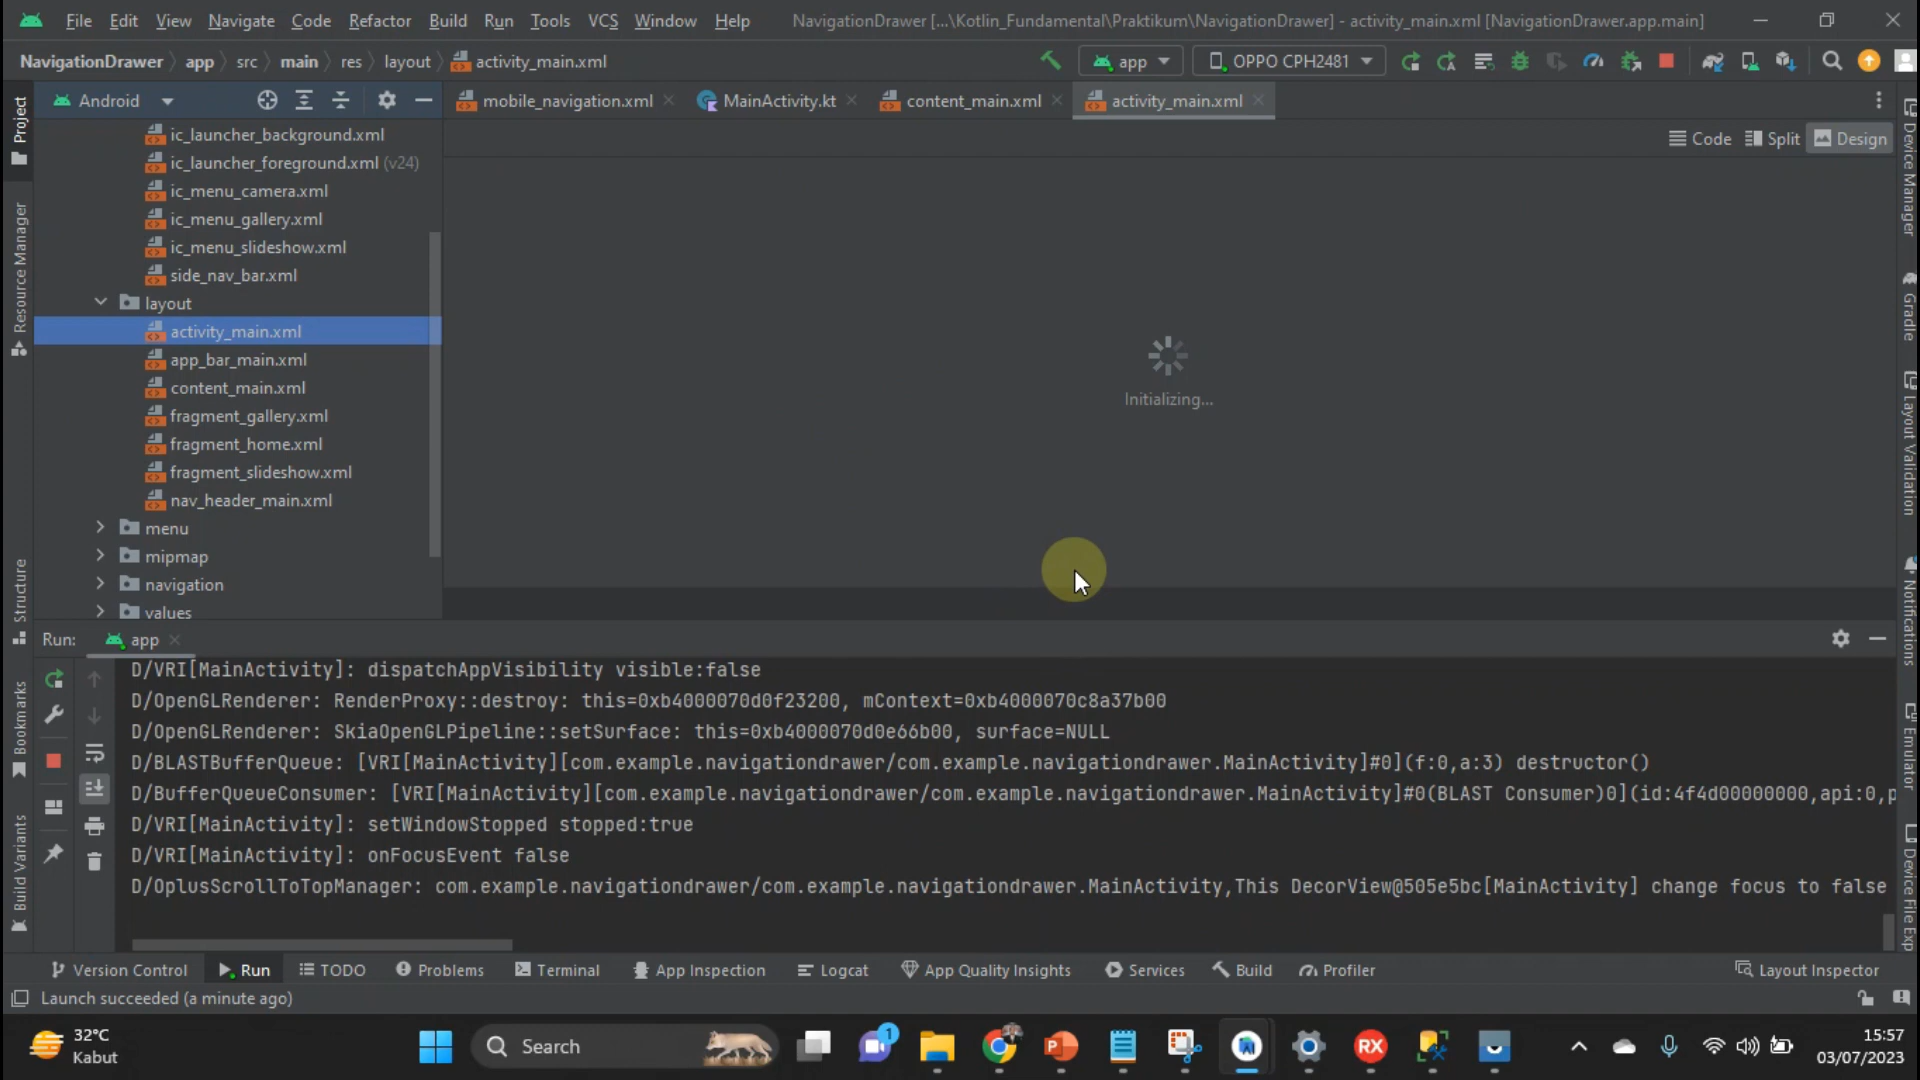 File Edit View Navigate Code Refactor Build Run Tools VCS Window Help NavigationDrawer [...\Kotlin_Fundamental\Praktikum\NavigationDrawer] - activity_main.xml [NavigationDrawer.app.main]
NavigationDrawer app src main res layout activity_main.xml app OPPO CPH2481
Android mobile_navigation.xml MainActivity.kt content_main.xml activity_main.xml
Code Split Design
ic_launcher_background.xml
ic_launcher_foreground.xml (v24)
ic_menu_camera.xml
ic_menu_gallery.xml
ic_menu_slideshow.xml
side_nav_bar.xml
layout
activity_main.xml
app_bar_main.xml
content_main.xml
fragment_gallery.xml
fragment_home.xml
fragment_slideshow.xml
nav_header_main.xml
menu
mipmap
navigation
values
Initializing...
Project
Resource Manager
Structure
Bookmarks
Build Variants
Device Manager
Gradle
Layout Validation
Notifications
Emulator
Device File Exp
Run: app
D/VRI[MainActivity]: dispatchAppVisibility visible:false
D/OpenGLRenderer: RenderProxy::destroy: this=0xb4000070d0f23200, mContext=0xb4000070c8a37b00
D/OpenGLRenderer: SkiaOpenGLPipeline::setSurface: this=0xb4000070d0e66b00, surface=NULL
D/BLASTBufferQueue: [VRI[MainActivity][com.example.navigationdrawer/com.example.navigationdrawer.MainActivity]#0](f:0,a:3) destructor()
D/BufferQueueConsumer: [VRI[MainActivity][com.example.navigationdrawer/com.example.navigationdrawer.MainActivity]#0(BLAST Consumer)0](id:4f4d00000000,api:0,p
D/VRI[MainActivity]: setWindowStopped stopped:true
D/VRI[MainActivity]: onFocusEvent false
D/OplusScrollToTopManager: com.example.navigationdrawer/com.example.navigationdrawer.MainActivity,This DecorView@505e5bc[MainActivity] change focus to false
Version Control Run TODO Problems Terminal App Inspection Logcat App Quality Insights Services Build Profiler Layout Inspector
Launch succeeded (a minute ago)
32°C
Kabut
Search
1
P
RX
15:57
03/07/2023